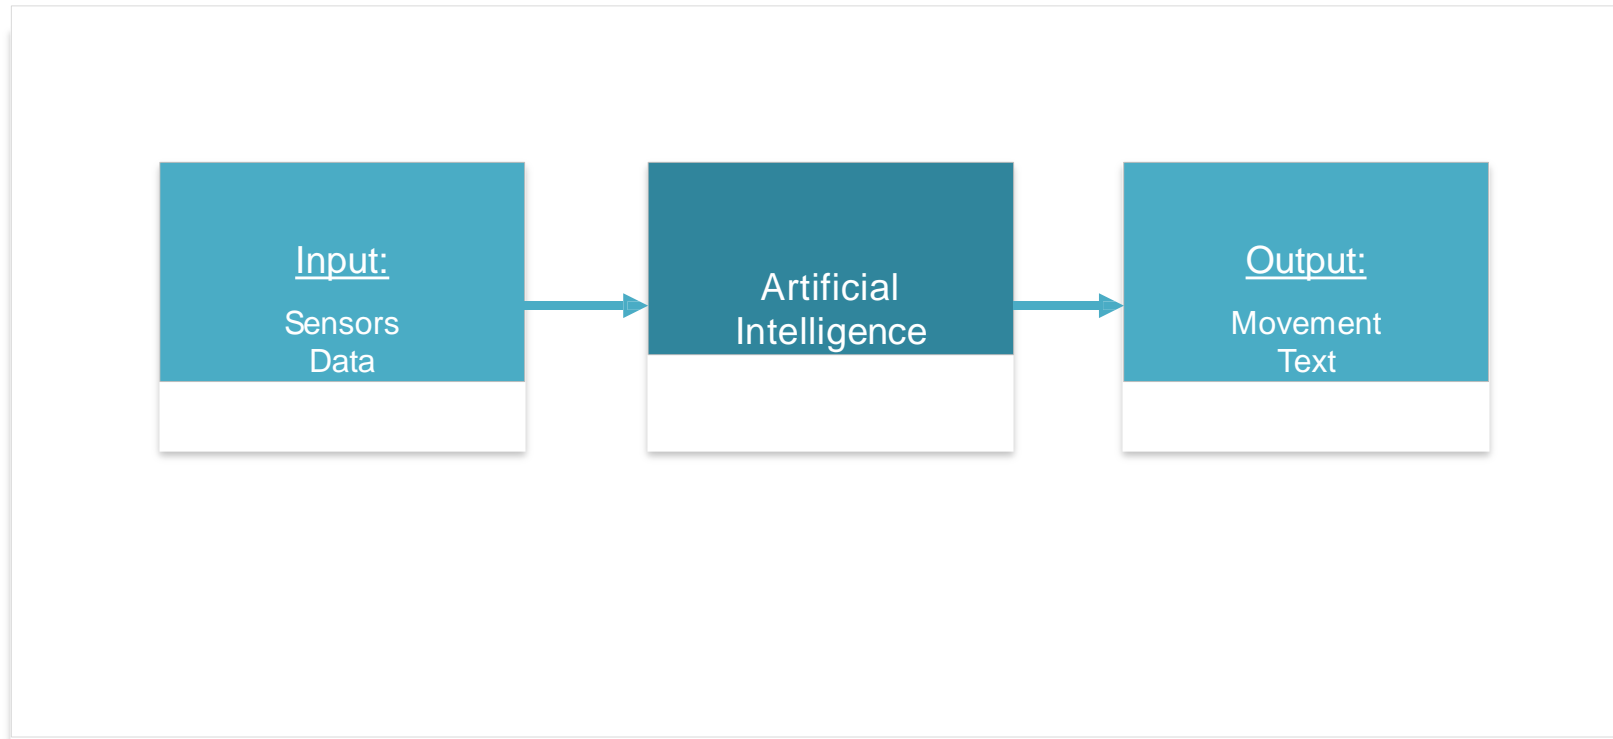 Input:
Sensors
Data
Artificial
Intelligence
Output:
Movement
Text